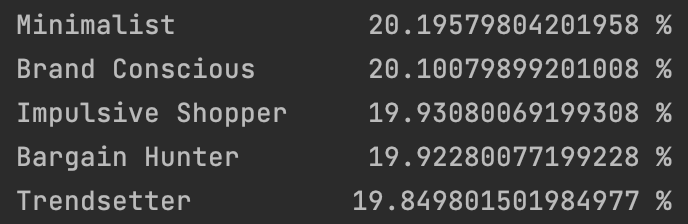 Minimalist 20.19579804201958 %
Brand Conscious 20.10079899201008 %
Impulsive Shopper 19.93080069199308 %
Bargain Hunter 19.92280077199228 %
Trendsetter 19.849801501984977 %